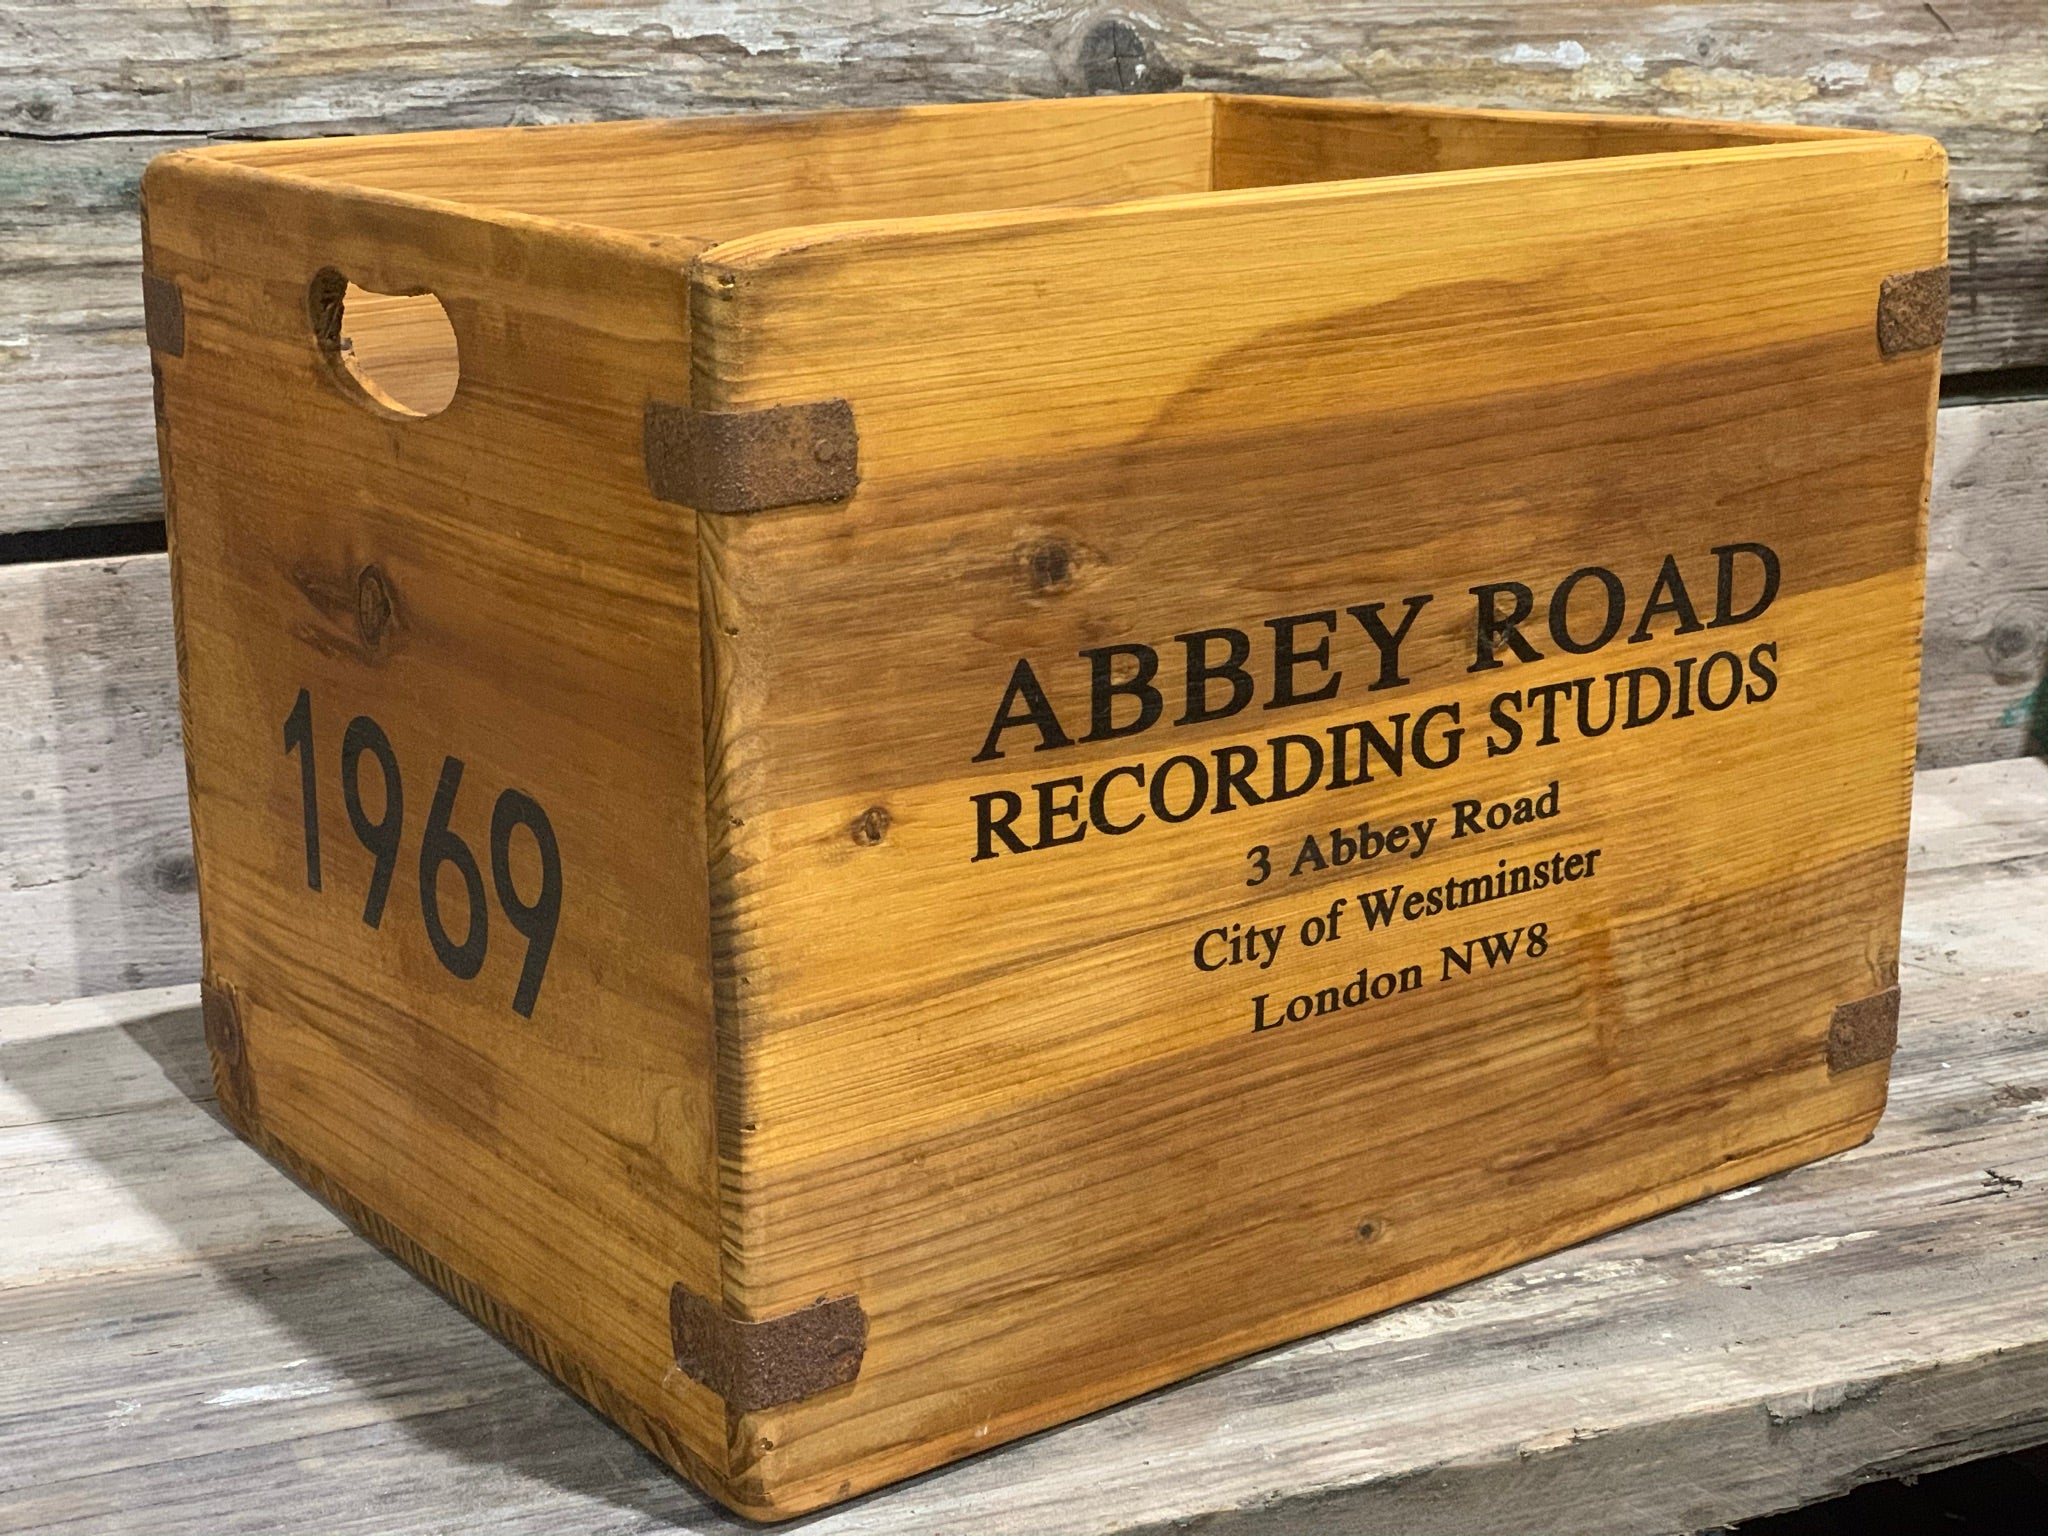 1969
ABBEY ROAD
RECORDING STUDIOS
3 Abbey Road
City of Westminster
London NW8